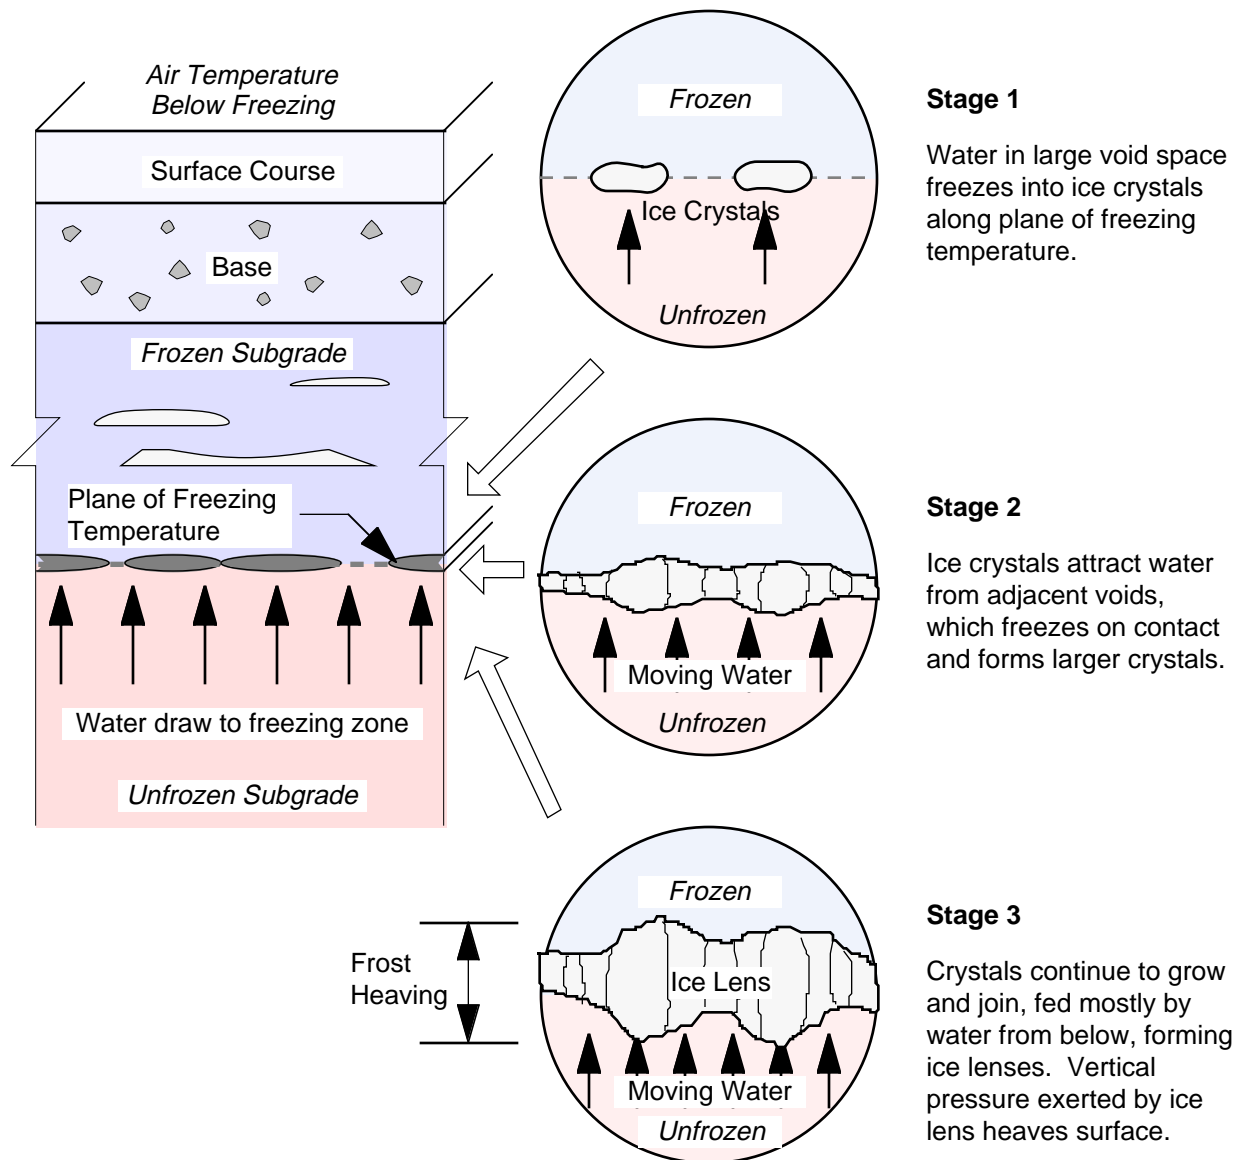 Air Temperature
Below Freezing
Surface Course
Base
Frozen Subgrade
Plane of Freezing
Temperature
Water draw to freezing zone
Unfrozen Subgrade
Frozen
Ice Crystals
Unfrozen
Stage 1
Water in large void space
freezes into ice crystals
along plane of freezing
temperature.
Frozen
Moving Water
Unfrozen
Stage 2
Ice crystals attract water
from adjacent voids,
which freezes on contact
and forms larger crystals.
Frost
Heaving
Frozen
Ice Lens
Moving Water
Unfrozen
Stage 3
Crystals continue to grow
and join, fed mostly by
water from below, forming
ice lenses.  Vertical
pressure exerted by ice
lens heaves surface.